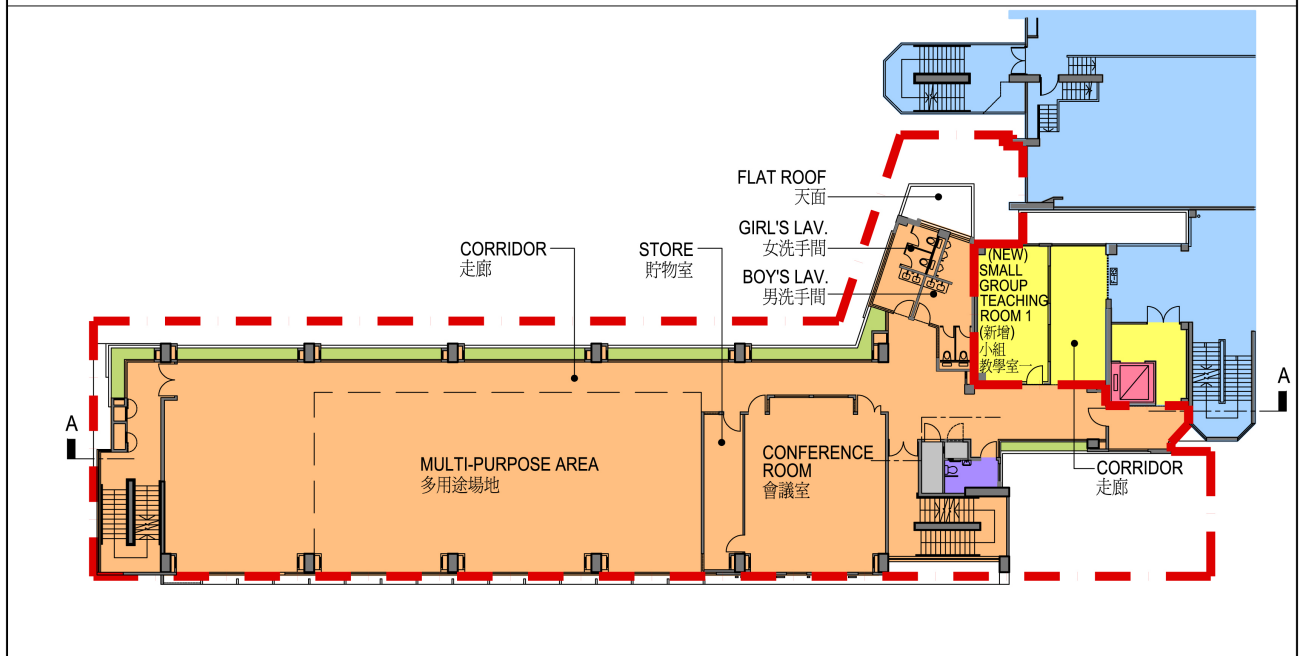 FLAT ROOF
天面
GIRL'S LAV.
女洗手間
BOY'S LAV.
男洗手間
CORRIDOR
走廊
STORE
貯物室
(NEW)
SMALL
GROUP
TEACHING
ROOM 1
(新增)
小組
教學室一
A
A
MULTI-PURPOSE AREA
多用途場地
CONFERENCE
ROOM
會議室
CORRIDOR
走廊